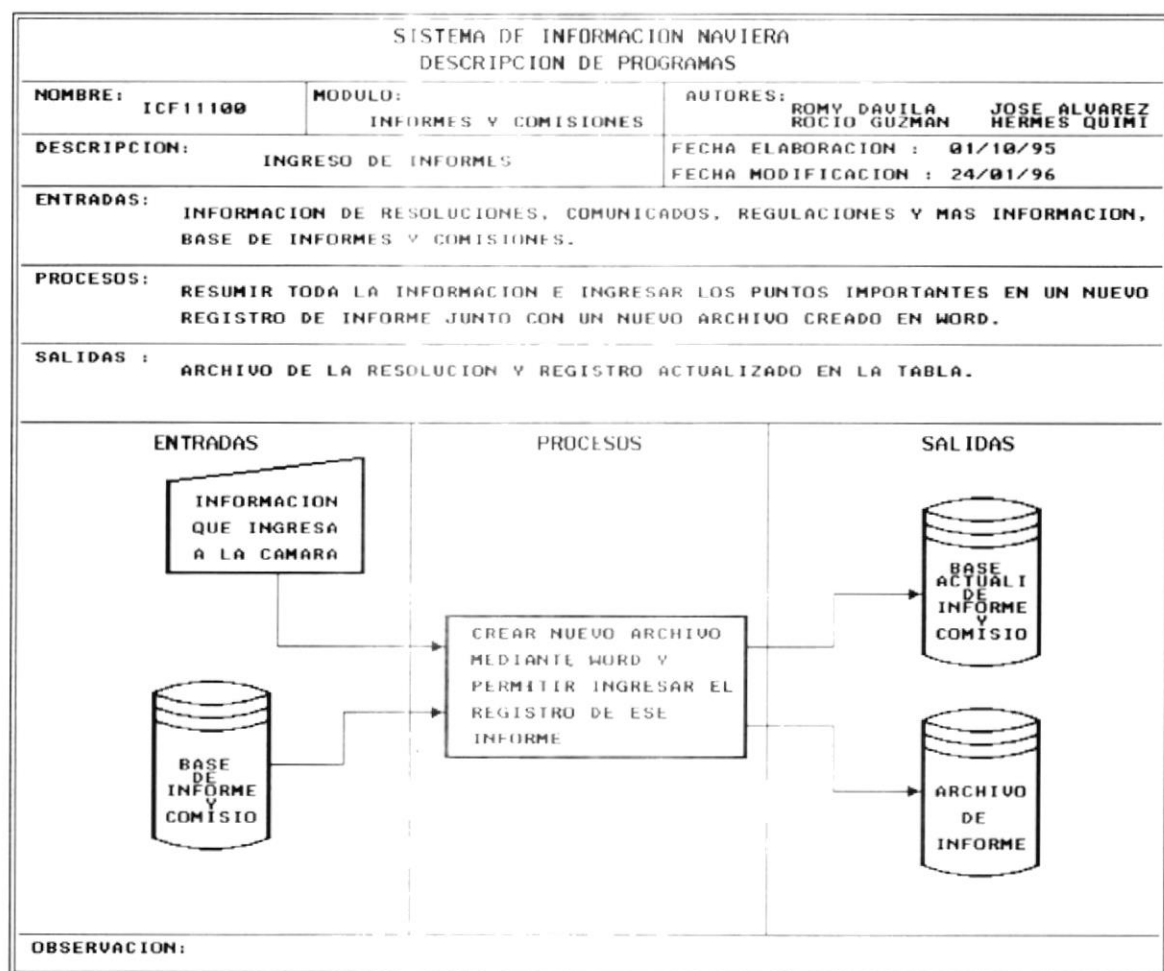 SISTEMA DE INFORMACION NAVIERA
DESCRIPCION DE PROGRAMAS
NOMBRE: ICF11100
MODULO:
INFORMES Y COMISIONES
AUTORES:
ROMY DAVILA JOSE ALVAREZ
ROCIO GUZMAN HERMES QUIMI
DESCRIPCION:
INGRESO DE INFORMES
FECHA ELABORACION : 01/10/95
FECHA MODIFICACION : 24/01/96
ENTRADAS:
INFORMACION DE RESOLUCIONES, COMUNICADOS, REGULACIONES Y MAS INFORMACION,
BASE DE INFORMES Y COMISIONES.
PROCESOS:
RESUMIR TODA LA INFORMACION E INGRESAR LOS PUNTOS IMPORTANTES EN UN NUEVO
REGISTRO DE INFORME JUNTO CON UN NUEVO ARCHIVO CREADO EN WORD.
SALIDAS :
ARCHIVO DE LA RESOLUCION Y REGISTRO ACTUALIZADO EN LA TABLA.
ENTRADAS
INFORMACION
QUE INGRESA
A LA CAMARA
BASE
DE
INFORME
Y
COMISIO
PROCESOS
CREAR NUEVO ARCHIVO
MEDIANTE WORD Y
PERMITIR INGRESAR EL
REGISTRO DE ESE
INFORME
SALIDAS
BASE
ACTUALI
DE
INFORME
Y
COMISIO
ARCHIVO
DE
INFORME
OBSERVACION: